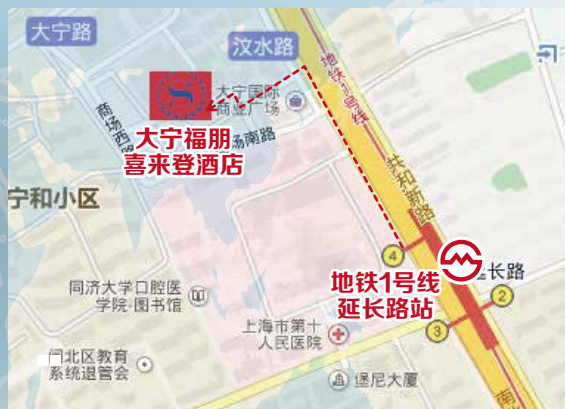 大宁路
汶水路
大宁国际
商业广场
地铁1号线
商场西路
商场南路
大宁福朋
喜来登酒店
共和新路
宁和小区
4
地铁1号线
延长路站
延长路
2
3
同济大学口腔医
学院·图书馆
上海市第十
人民医院
闸北区教育
系统退管会
堡尼大厦
南